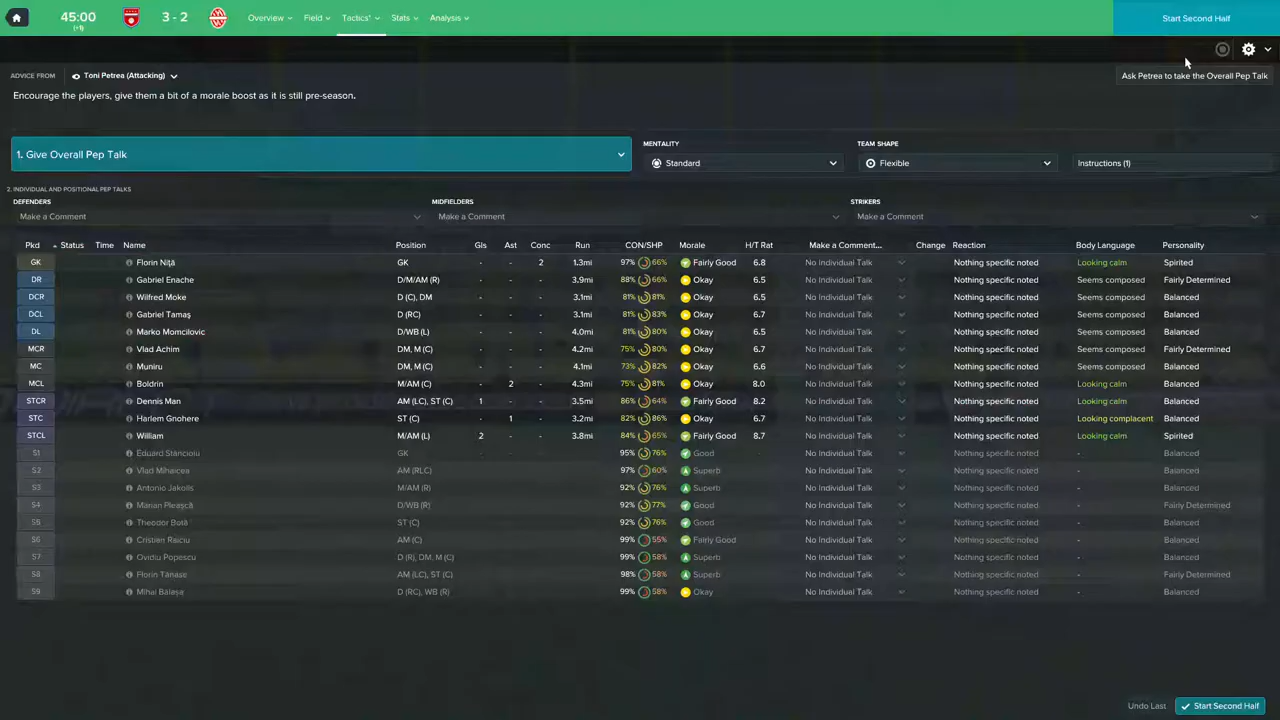 45:00 (+1) 3 - 2 Overview Field Tactics* Stats Analysis Start Second Half
ADVICE FROM Toni Petrea (Attacking) Ask Petrea to take the Overall Pep Talk
Encourage the players, give them a bit of a morale boost as it is still pre-season.
MENTALITY TEAM SHAPE
1. Give Overall Pep Talk Standard Flexible Instructions (1)
2. INDIVIDUAL AND POSITIONAL PEP TALKS
DEFENDERS MIDFIELDERS STRIKERS
Make a Comment Make a Comment Make a Comment
Pkd Status Time Name Position Gls Ast Conc Run CON/SHP Morale H/T Rat Make a Comment... Change Reaction Body Language Personality
GK Florin Niţă GK - - 2 1.3mi 97% 66% Fairly Good 6.8 No Individual Talk Nothing specific noted Looking calm Spirited
DR Gabriel Enache D/M/AM (R) - - - 3.9mi 88% 66% Okay 6.5 No Individual Talk Nothing specific noted Seems composed Fairly Determined
DCR Wilfred Moke D (C), DM - - - 3.1mi 81% 81% Okay 6.5 No Individual Talk Nothing specific noted Seems composed Balanced
DCL Gabriel Tamaş D (RC) - - - 3.1mi 81% 83% Okay 6.7 No Individual Talk Nothing specific noted Seems composed Balanced
DL Marko Momcilovic D/WB (L) - - - 4.0mi 81% 80% Okay 6.5 No Individual Talk Nothing specific noted Seems composed Balanced
MCR Vlad Achim DM, M (C) - - - 4.2mi 75% 80% Okay 6.7 No Individual Talk Nothing specific noted Seems composed Fairly Determined
MC Muniru DM, M (C) - - - 4.1mi 73% 82% Okay 6.6 No Individual Talk Nothing specific noted Seems composed Balanced
MCL Boldrin M/AM (C) - 2 - 4.3mi 75% 81% Okay 8.0 No Individual Talk Nothing specific noted Looking calm Balanced
STCR Dennis Man AM (LC), ST (C) 1 - - 3.5mi 86% 64% Fairly Good 8.2 No Individual Talk Nothing specific noted Looking calm Balanced
STC Harlem Gnohere ST (C) - 1 - 3.2mi 82% 86% Okay 6.7 No Individual Talk Nothing specific noted Looking complacent Balanced
STCL William M/AM (L) 2 - - 3.8mi 84% 65% Fairly Good 8.7 No Individual Talk Nothing specific noted Looking calm Spirited
S1 Eduard Stăncioiu GK 95% 76% Good No Individual Talk Nothing specific noted - Balanced
S2 Vlad Mihalcea AM (RLC) 97% 60% Superb No Individual Talk Nothing specific noted - Balanced
S3 Antonio Jakoliš M/AM (R) 92% 76% Superb No Individual Talk Nothing specific noted - Balanced
S4 Marian Pleaşcă D/WB (R) 92% 77% Good No Individual Talk Nothing specific noted - Fairly Determined
S5 Theodor Botă ST (C) 92% 76% Good No Individual Talk Nothing specific noted - Balanced
S6 Cristien Raiciu AM (C) 99% 55% Fairly Good No Individual Talk Nothing specific noted - Balanced
S7 Ovidiu Popescu D (R), DM, M (C) 99% 58% Superb No Individual Talk Nothing specific noted - Balanced
S8 Florin Tănase AM (LC), ST (C) 98% 58% Superb No Individual Talk Nothing specific noted - Fairly Determined
S9 Mihai Bălaşa D (RC), WB (R) 99% 58% Okay No Individual Talk Nothing specific noted - Balanced
Undo Last Start Second Half